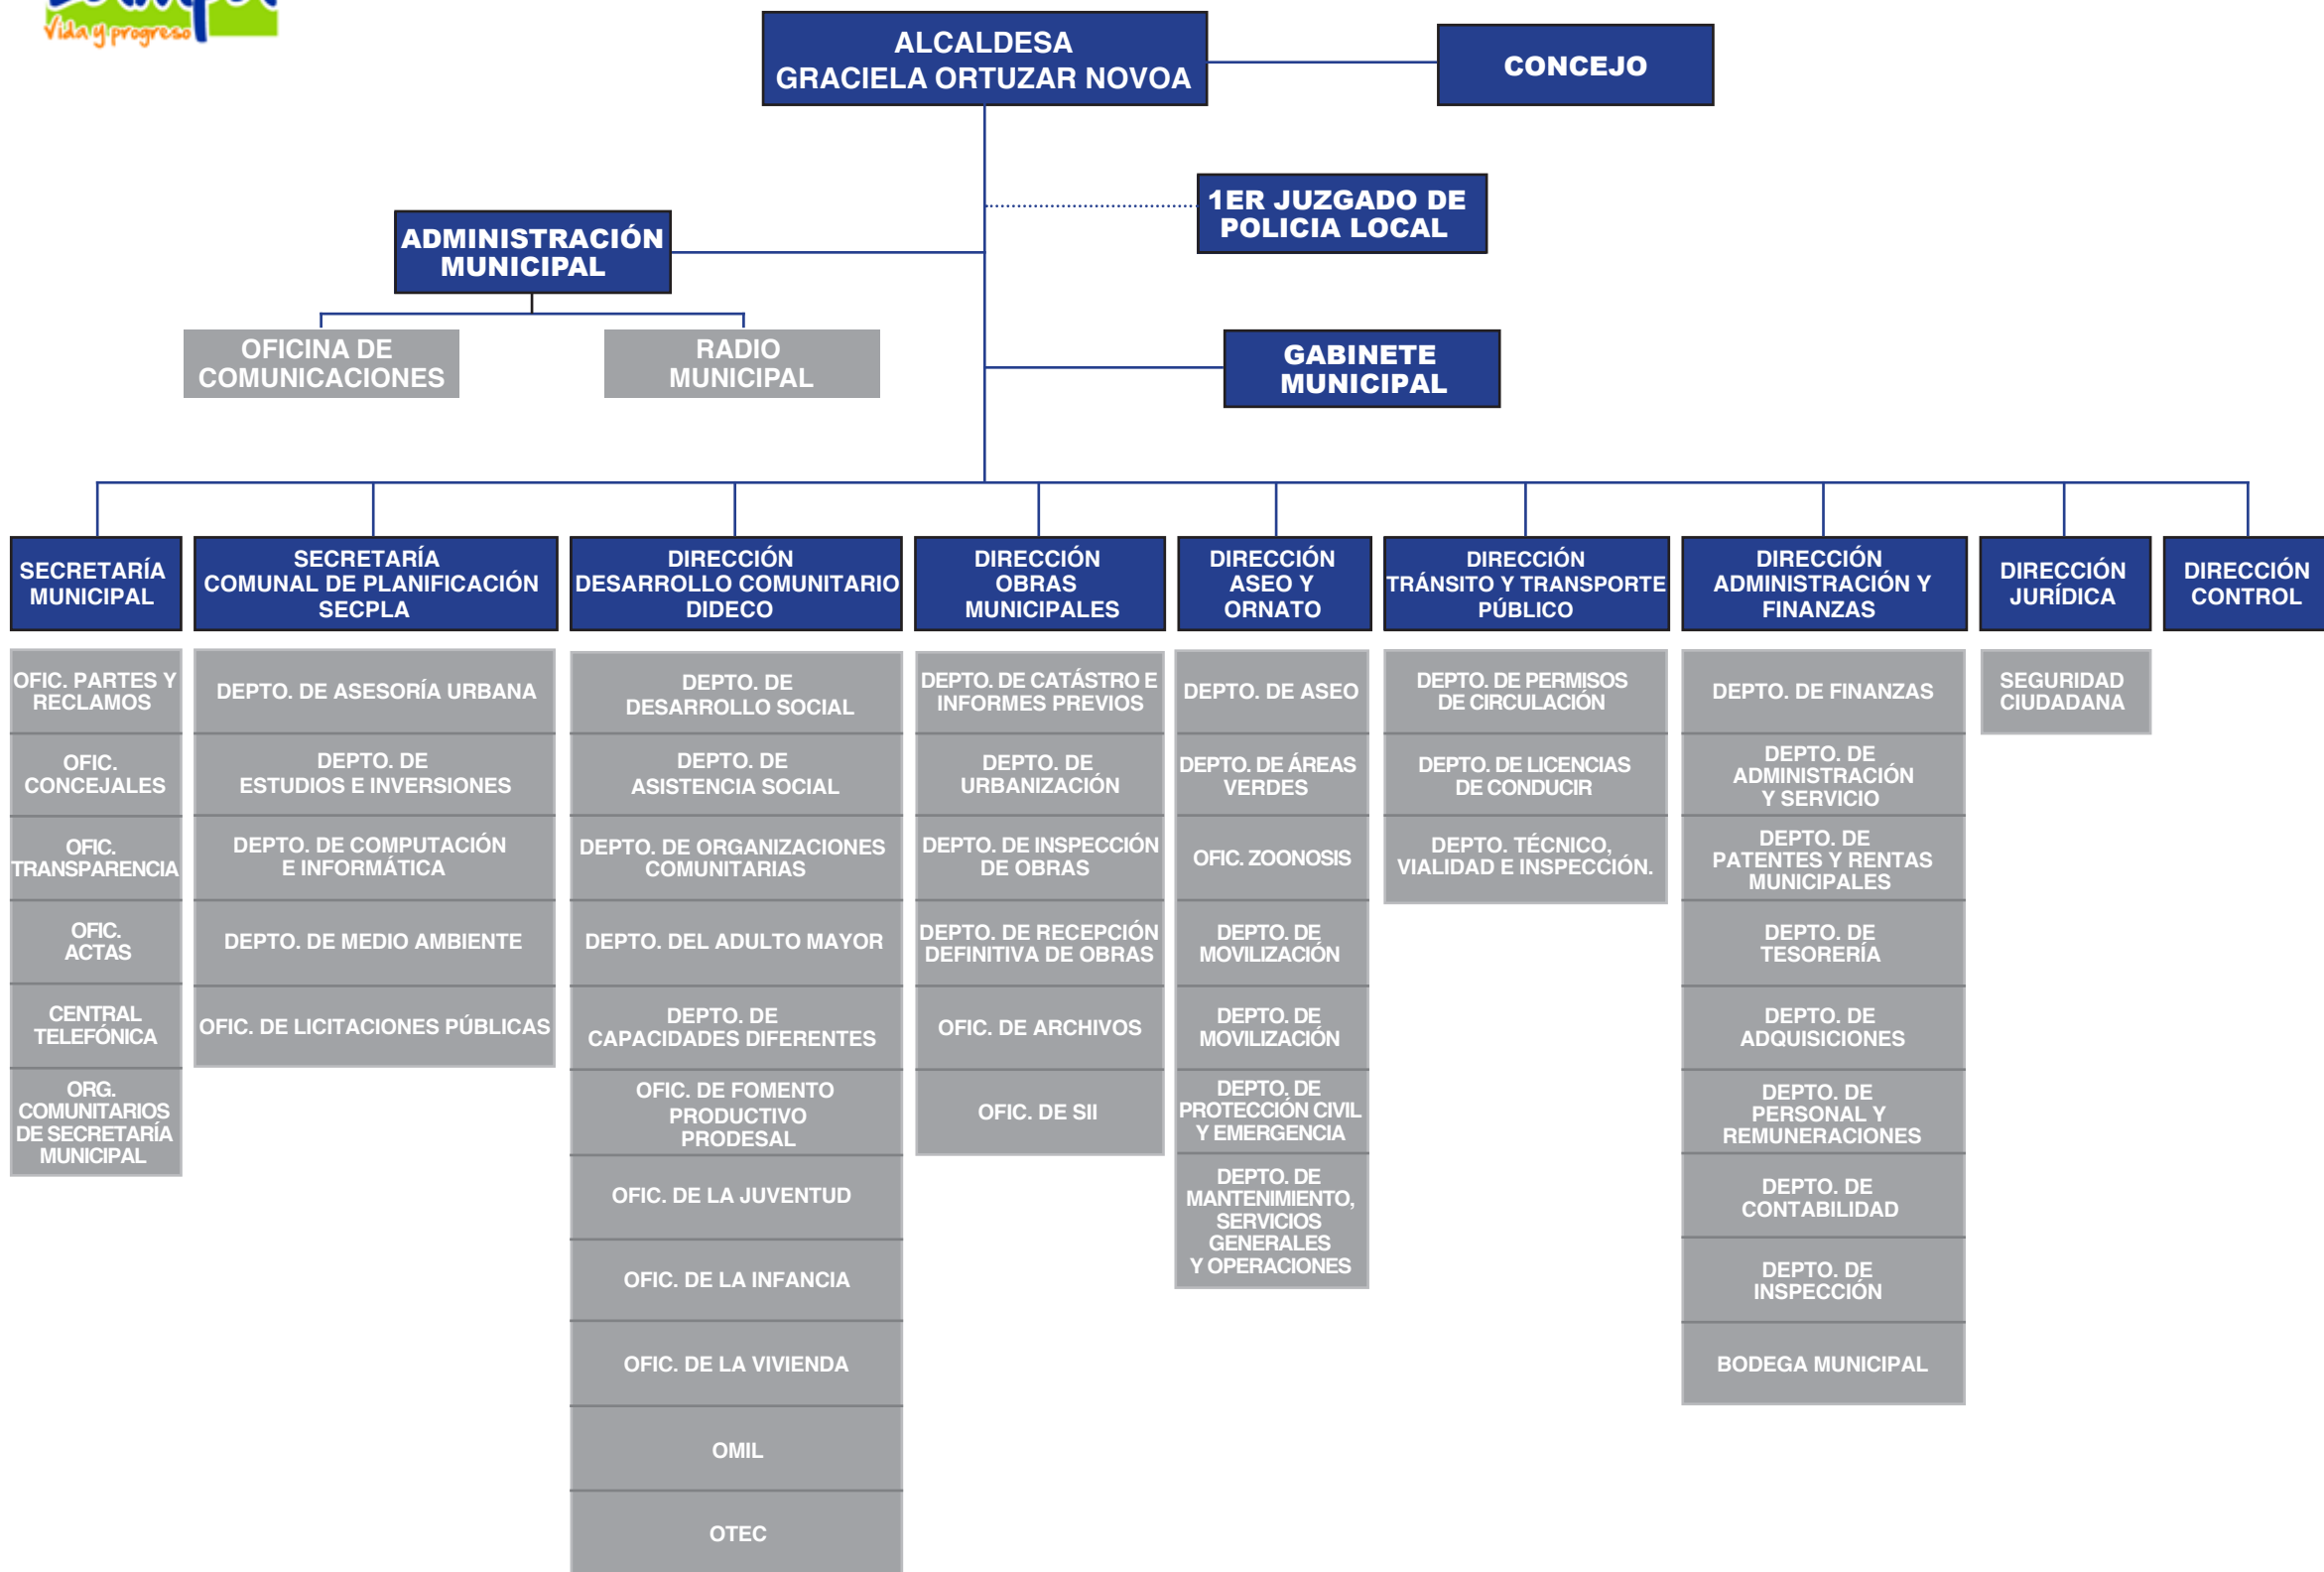 Vida y progreso
ALCALDESA
GRACIELA ORTUZAR NOVOA
CONCEJO
1ER JUZGADO DE
POLICIA LOCAL
ADMINISTRACIÓN
MUNICIPAL
OFICINA DE
COMUNICACIONES
RADIO
MUNICIPAL
GABINETE
MUNICIPAL
SECRETARÍA
MUNICIPAL
OFIC. PARTES Y
RECLAMOS
OFIC.
CONCEJALES
OFIC.
TRANSPARENCIA
OFIC.
ACTAS
CENTRAL
TELEFÓNICA
ORG.
COMUNITARIOS
DE SECRETARÍA
MUNICIPAL
SECRETARÍA
COMUNAL DE PLANIFICACIÓN
SECPLA
DEPTO. DE ASESORÍA URBANA
DEPTO. DE
ESTUDIOS E INVERSIONES
DEPTO. DE COMPUTACIÓN
E INFORMÁTICA
DEPTO. DE MEDIO AMBIENTE
OFIC. DE LICITACIONES PÚBLICAS
DIRECCIÓN
DESARROLLO COMUNITARIO
DIDECO
DEPTO. DE
DESARROLLO SOCIAL
DEPTO. DE
ASISTENCIA SOCIAL
DEPTO. DE ORGANIZACIONES
COMUNITARIAS
DEPTO. DEL ADULTO MAYOR
DEPTO. DE
CAPACIDADES DIFERENTES
OFIC. DE FOMENTO
PRODUCTIVO
PRODESAL
OFIC. DE LA JUVENTUD
OFIC. DE LA INFANCIA
OFIC. DE LA VIVIENDA
OMIL
OTEC
DIRECCIÓN
OBRAS
MUNICIPALES
DEPTO. DE CATÁSTRO E
INFORMES PREVIOS
DEPTO. DE
URBANIZACIÓN
DEPTO. DE INSPECCIÓN
DE OBRAS
DEPTO. DE RECEPCIÓN
DEFINITIVA DE OBRAS
OFIC. DE ARCHIVOS
OFIC. DE SII
DIRECCIÓN
ASEO Y
ORNATO
DEPTO. DE ASEO
DEPTO. DE ÁREAS
VERDES
OFIC. ZOONOSIS
DEPTO. DE
MOVILIZACIÓN
DEPTO. DE
MOVILIZACIÓN
DEPTO. DE
PROTECCIÓN CIVIL
Y EMERGENCIA
DEPTO. DE
MANTENIMIENTO,
SERVICIOS
GENERALES
Y OPERACIONES
DIRECCIÓN
TRÁNSITO Y TRANSPORTE
PÚBLICO
DEPTO. DE PERMISOS
DE CIRCULACIÓN
DEPTO. DE LICENCIAS
DE CONDUCIR
DEPTO. TÉCNICO,
VIALIDAD E INSPECCIÓN.
DIRECCIÓN
ADMINISTRACIÓN Y
FINANZAS
DEPTO. DE FINANZAS
DEPTO. DE
ADMINISTRACIÓN
Y SERVICIO
DEPTO. DE
PATENTES Y RENTAS
MUNICIPALES
DEPTO. DE
TESORERÍA
DEPTO. DE
ADQUISICIONES
DEPTO. DE
PERSONAL Y
REMUNERACIONES
DEPTO. DE
CONTABILIDAD
DEPTO. DE
INSPECCIÓN
BODEGA MUNICIPAL
DIRECCIÓN
JURÍDICA
SEGURIDAD
CIUDADANA
DIRECCIÓN
CONTROL